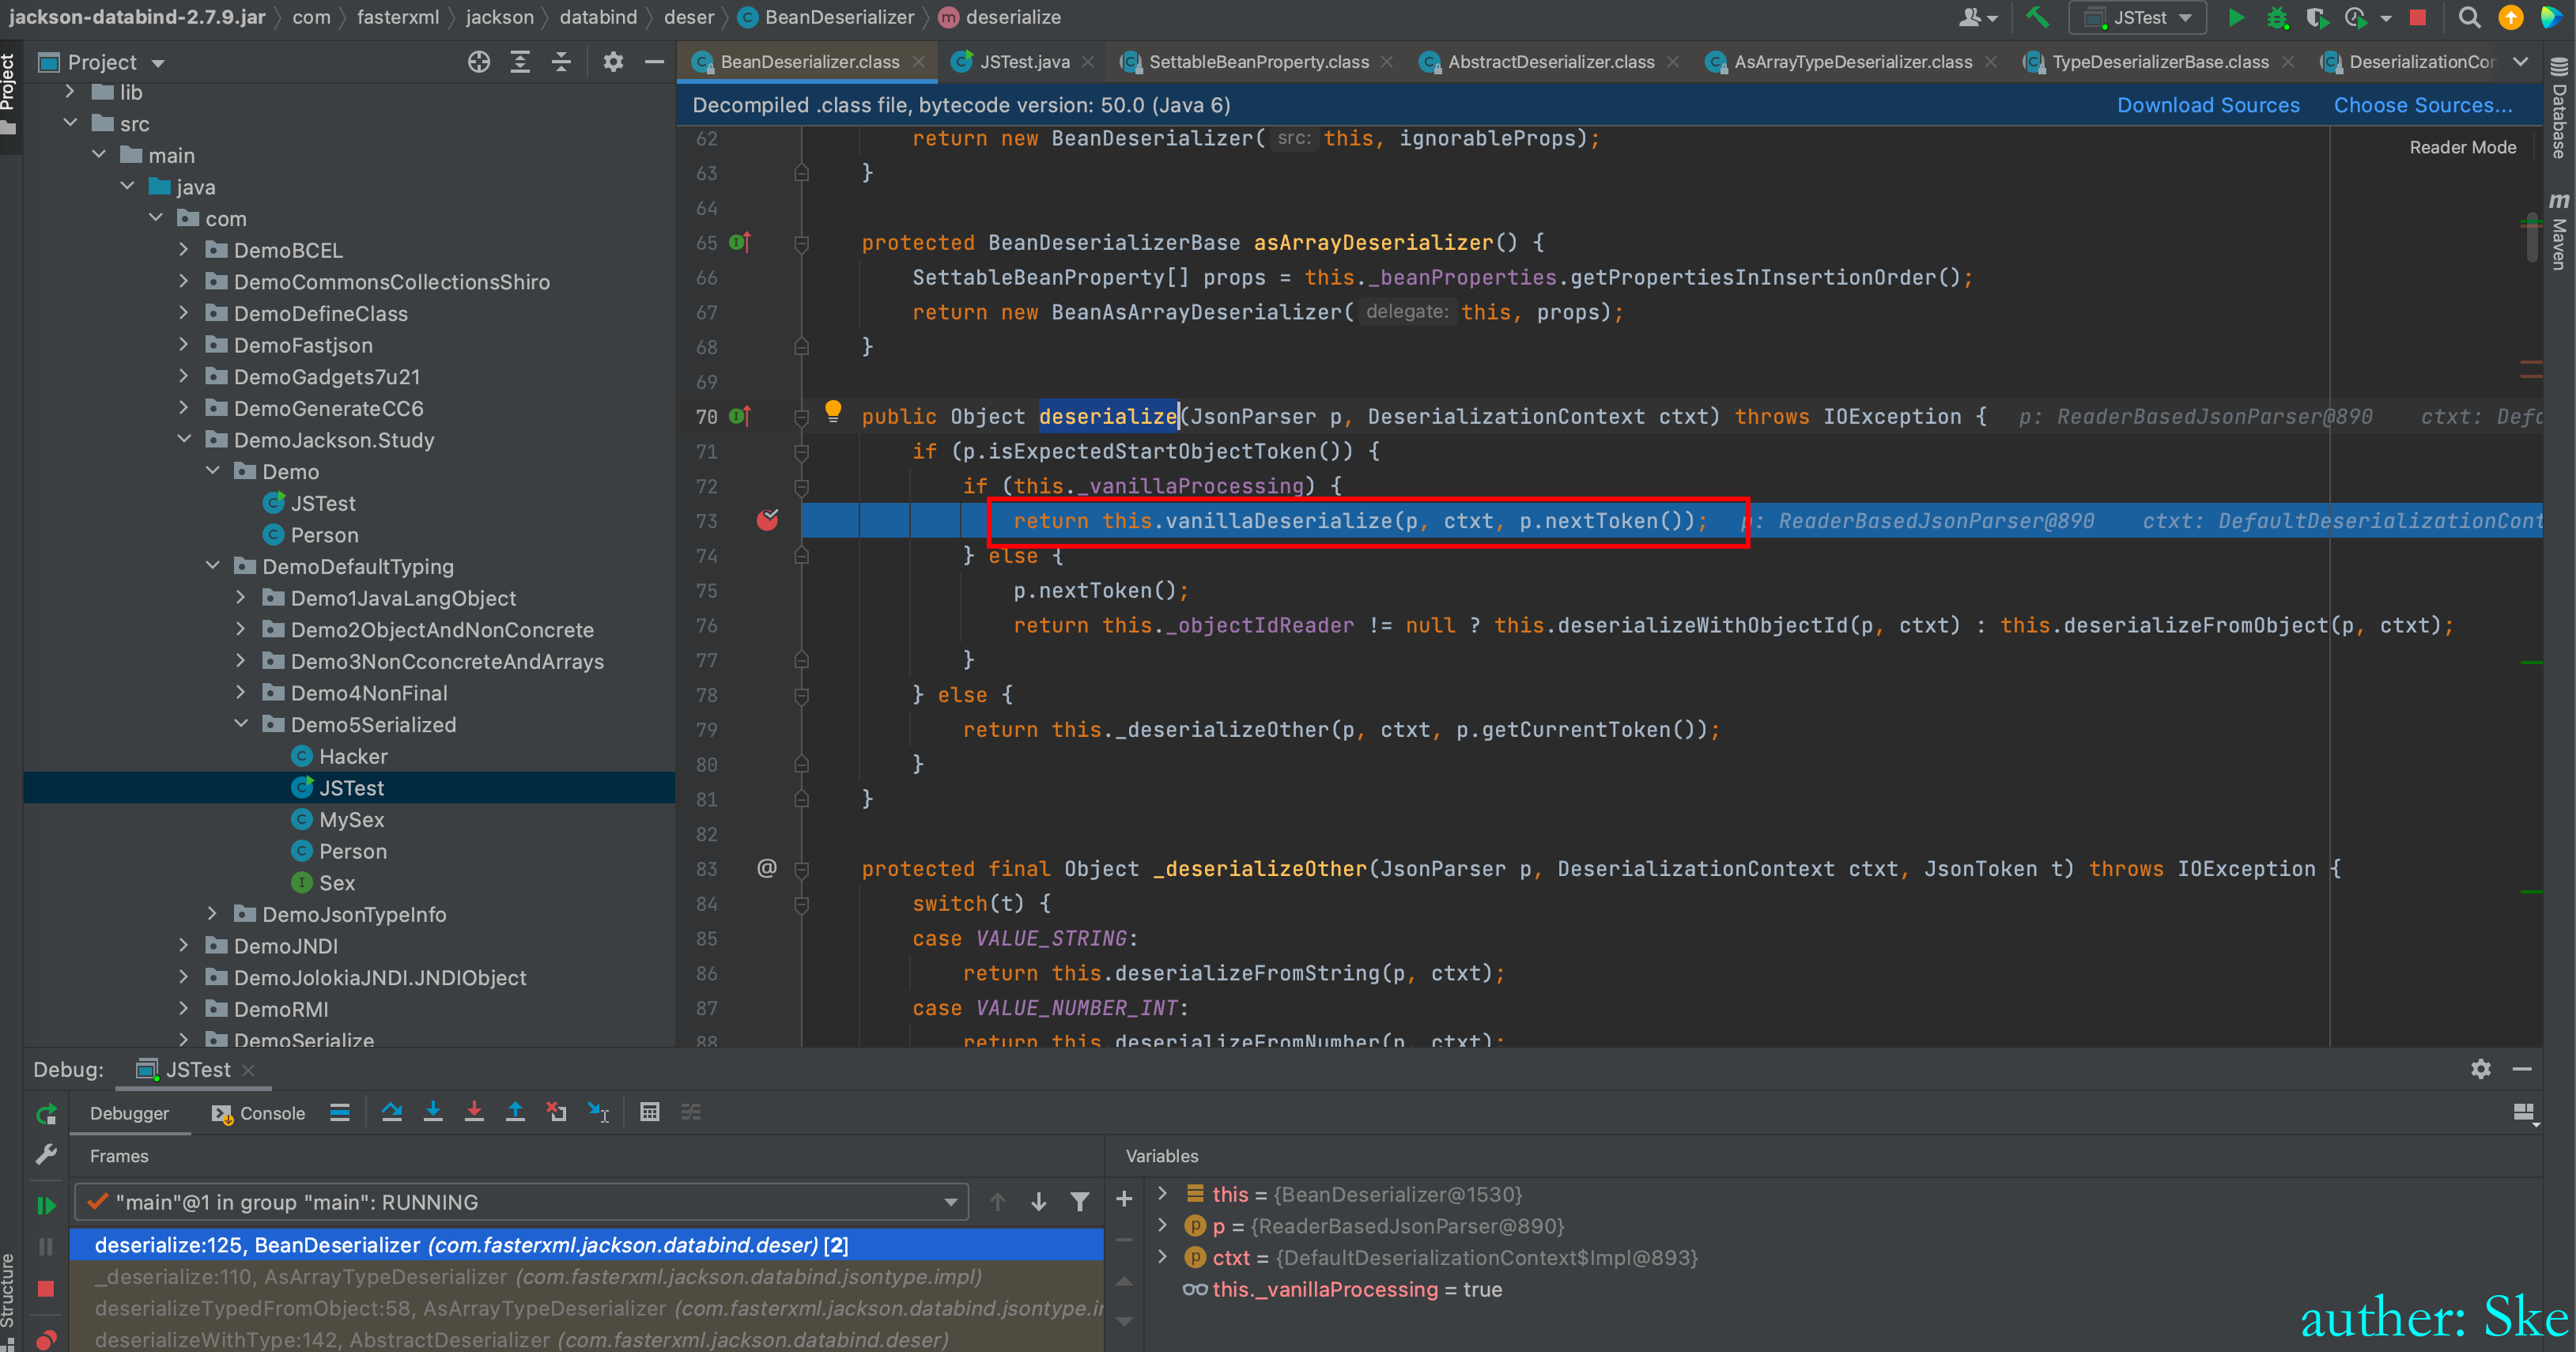 jackson-databind-2.7.9.jar com fasterxml jackson databind deser BeanDeserializer deserialize
JSTest
Project
BeanDeserializer.class
JSTest.java
SettableBeanProperty.class
AbstractDeserializer.class
AsArrayTypeDeserializer.class
TypeDeserializerBase.class
DeserializationCon
Project
Structure
Database
Maven
lib
src
main
java
com
DemoBCEL
DemoCommonsCollectionsShiro
DemoDefineClass
DemoFastjson
DemoGadgets7u21
DemoGenerateCC6
DemoJackson.Study
Demo
JSTest
Person
DemoDefaultTyping
Demo1JavaLangObject
Demo2ObjectAndNonConcrete
Demo3NonCconcreteAndArrays
Demo4NonFinal
Demo5Serialized
Hacker
JSTest
MySex
Person
Sex
DemoJsonTypeInfo
DemoJNDI
DemoJolokiaJNDI.JNDIObject
DemoRMI
DemoSerialize
Decompiled .class file, bytecode version: 50.0 (Java 6)
Download Sources Choose Sources...
Reader Mode
62 return new BeanDeserializer( src: this, ignorableProps);
63 }
64
65 protected BeanDeserializerBase asArrayDeserializer() {
66 SettableBeanProperty[] props = this._beanProperties.getPropertiesInInsertionOrder();
67 return new BeanAsArrayDeserializer( delegate: this, props);
68 }
69
70 public Object deserialize(JsonParser p, DeserializationContext ctxt) throws IOException { p: ReaderBasedJsonParser@890 ctxt: Defa
71 if (p.isExpectedStartObjectToken()) {
72 if (this._vanillaProcessing) {
73 return this.vanillaDeserialize(p, ctxt, p.nextToken()); p: ReaderBasedJsonParser@890 ctxt: DefaultDeserializationCont
74 } else {
75 p.nextToken();
76 return this._objectIdReader != null ? this.deserializeWithObjectId(p, ctxt) : this.deserializeFromObject(p, ctxt);
77 }
78 } else {
79 return this._deserializeOther(p, ctxt, p.getCurrentToken());
80 }
81 }
82
83 @ protected final Object _deserializeOther(JsonParser p, DeserializationContext ctxt, JsonToken t) throws IOException {
84 switch(t) {
85 case VALUE_STRING:
86 return this.deserializeFromString(p, ctxt);
87 case VALUE_NUMBER_INT:
88 return this.deserializeFromNumber(p, ctxt);
Debug: JSTest
Debugger Console
Frames
"main"@1 in group "main": RUNNING
deserialize:125, BeanDeserializer (com.fasterxml.jackson.databind.deser) [2]
_deserialize:110, AsArrayTypeDeserializer (com.fasterxml.jackson.databind.jsontype.impl)
deserializeTypedFromObject:58, AsArrayTypeDeserializer (com.fasterxml.jackson.databind.jsontype.ir
deserializeWithType:142, AbstractDeserializer (com.fasterxml.jackson.databind.deser)
Variables
this = {BeanDeserializer@1530}
p = {ReaderBasedJsonParser@890}
ctxt = {DefaultDeserializationContext$Impl@893}
this._vanillaProcessing = true
auther: Ske